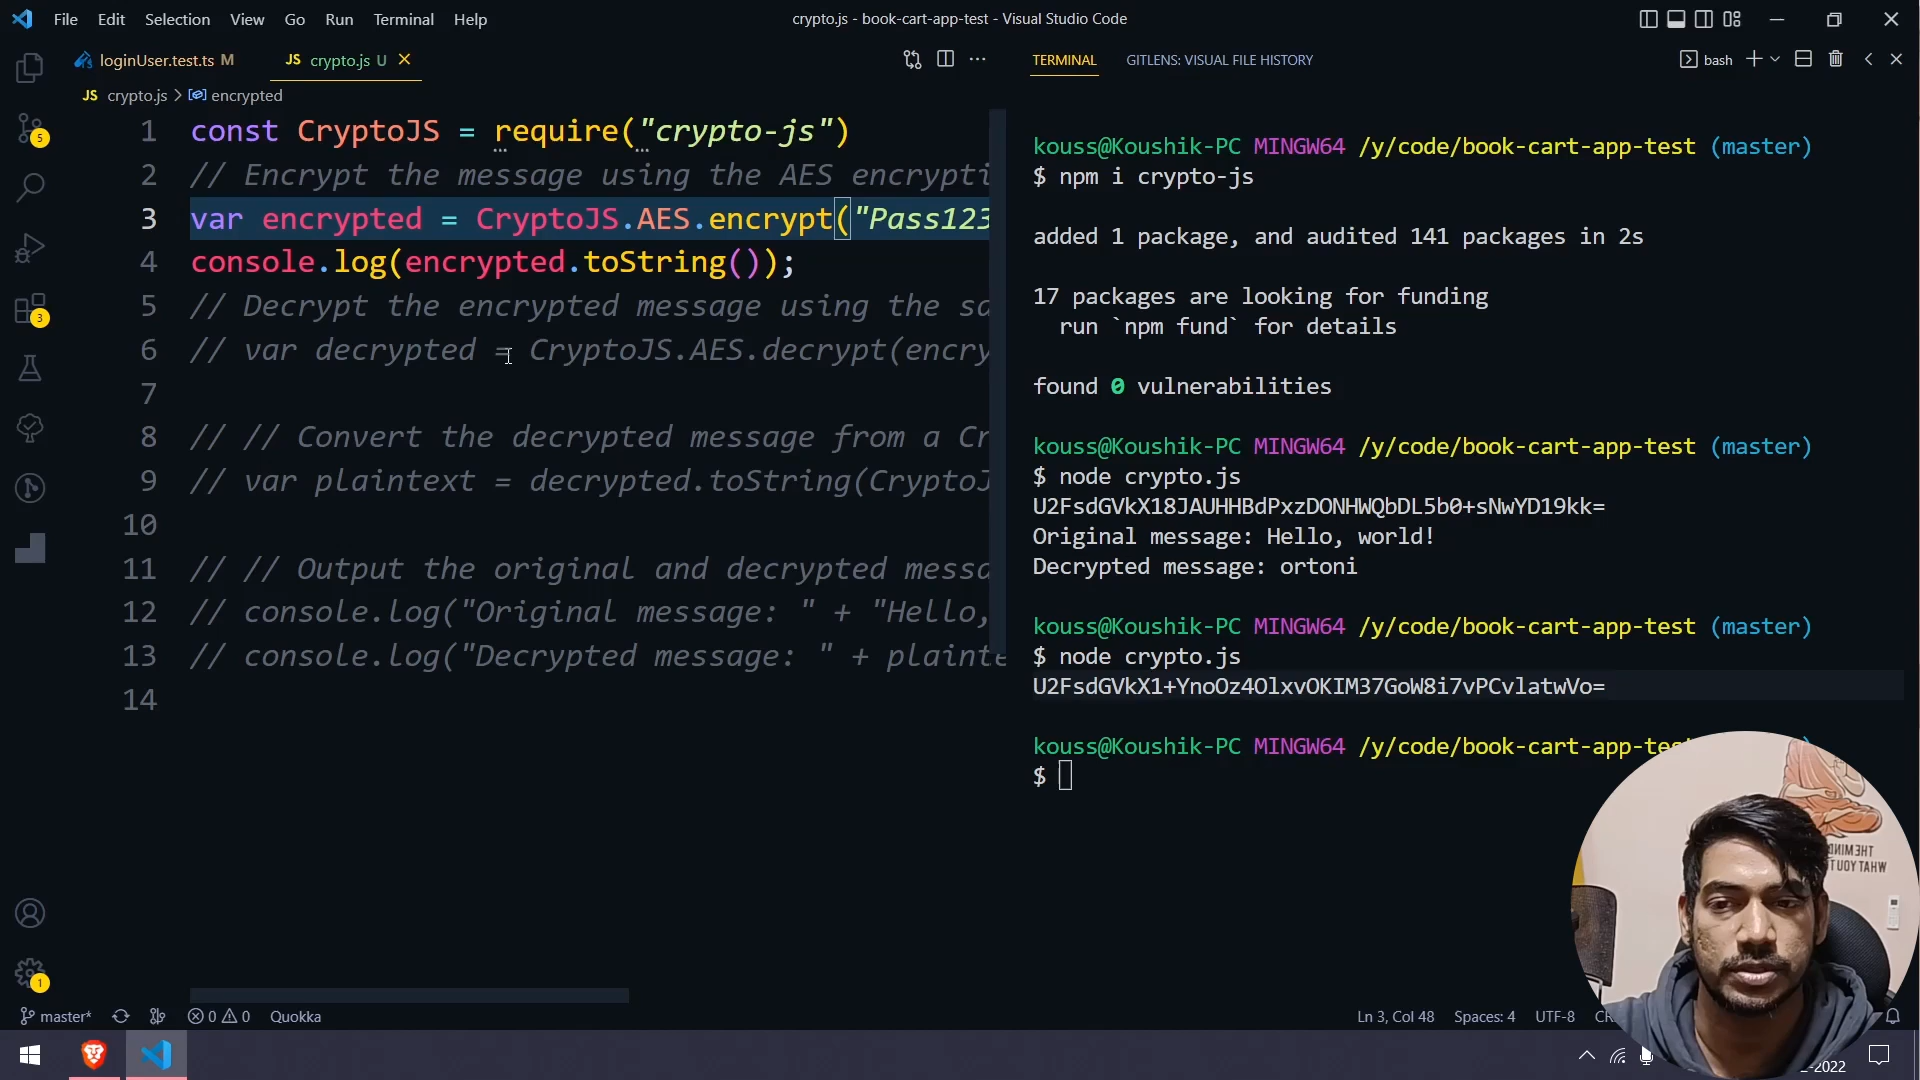 File Edit Selection View Go Run Terminal Help
crypto.js - book-cart-app-test - Visual Studio Code
loginUser.test.ts M
JS crypto.js U
JS crypto.js > encrypted
1 const CryptoJS = require("crypto-js")
2 // Encrypt the message using the AES encrypti
3 var encrypted = CryptoJS.AES.encrypt("Pass123
4 console.log(encrypted.toString());
5 // Decrypt the encrypted message using the sa
6 // var decrypted = CryptoJS.AES.decrypt(encry
7
8 // // Convert the decrypted message from a Cr
9 // var plaintext = decrypted.toString(CryptoJ
10
11 // // Output the original and decrypted messa
12 // console.log("Original message: " + "Hello,
13 // console.log("Decrypted message: " + plainte
14
TERMINAL GITLENS: VISUAL FILE HISTORY
bash
kouss@Koushik-PC MINGW64 /y/code/book-cart-app-test (master)
$ npm i crypto-js
added 1 package, and audited 141 packages in 2s
17 packages are looking for funding
run `npm fund` for details
found 0 vulnerabilities
kouss@Koushik-PC MINGW64 /y/code/book-cart-app-test (master)
$ node crypto.js
U2FsdGVkX18JAUHHBdPxzDONHWQbDL5b0+sNwYD19kk=
Original message: Hello, world!
Decrypted message: ortoni
kouss@Koushik-PC MINGW64 /y/code/book-cart-app-test (master)
$ node crypto.js
U2FsdGVkX1+YnoOz4OlxvOKIM37GoW8i7vPCvlatwVo=
kouss@Koushik-PC MINGW64 /y/code/book-cart-app-te
$
5
3
1
master* 0 0 Quokka
Ln 3, Col 48 Spaces: 4 UTF-8 CR
-2022